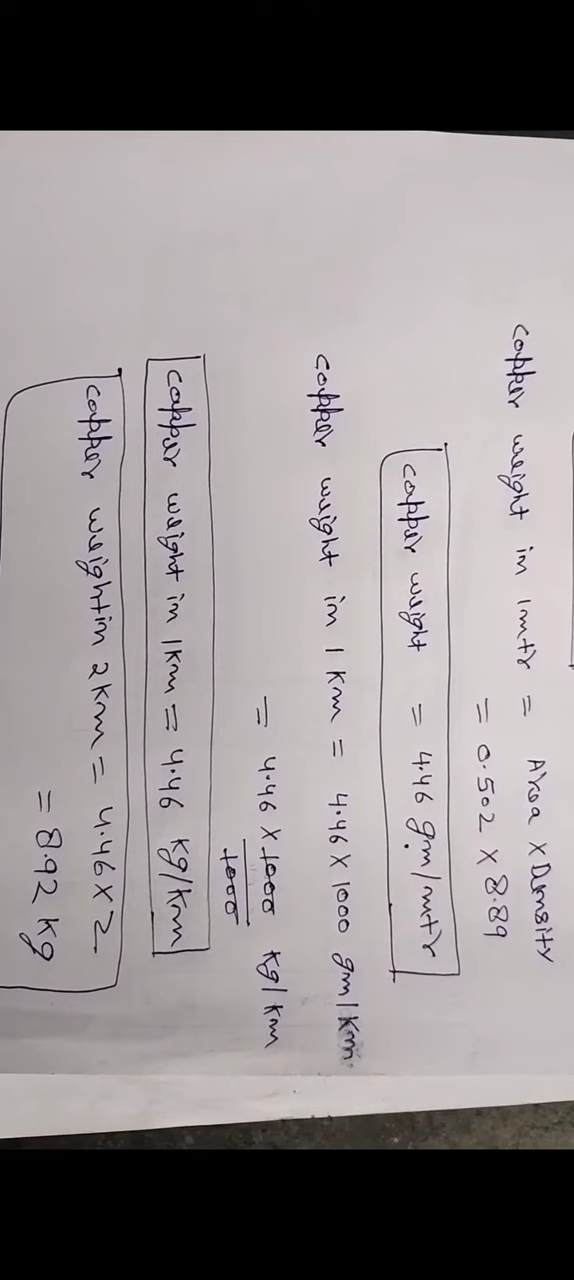 copper weight in 1mtr = Area x Density
= 0.502 x 8.89
copper weight = 4.46 gm/mtr
copper weight in 1 km = 4.46 x 1000 gm/km
= 4.46 x 1000 kg/km
1000
copper weight in 1km = 4.46 kg/km
copper weight in 2km = 4.46 x 2
= 8.92 kg